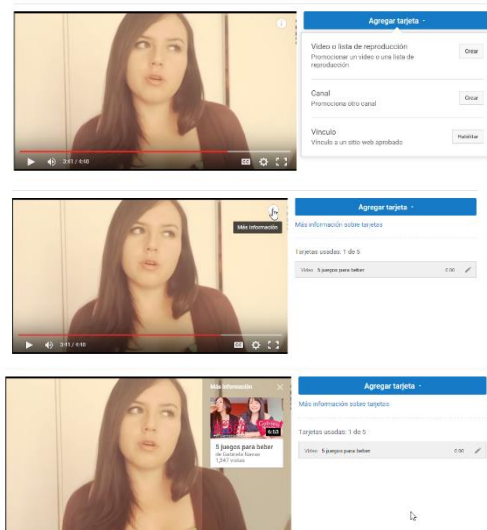 Agregar tarjeta
Video o lista de reproducción
Promocionar un video o una lista de
reproducción
Crear
Canal
Promociona otro canal
Crear
Vínculo
Vínculo a un sitio web aprobado
Habilitar
3:41 / 4:48
Agregar tarjeta
Más información
Más información sobre tarjetas
Tarjetas usadas: 1 de 5
Video 5 juegos para beber 0:00
3:41 / 4:48
Agregar tarjeta
Más información
Más información sobre tarjetas
5:53
5 juegos para beber
de Gabriela Navas
1,547 vistas
Tarjetas usadas: 1 de 5
Video 5 juegos para beber 0:00